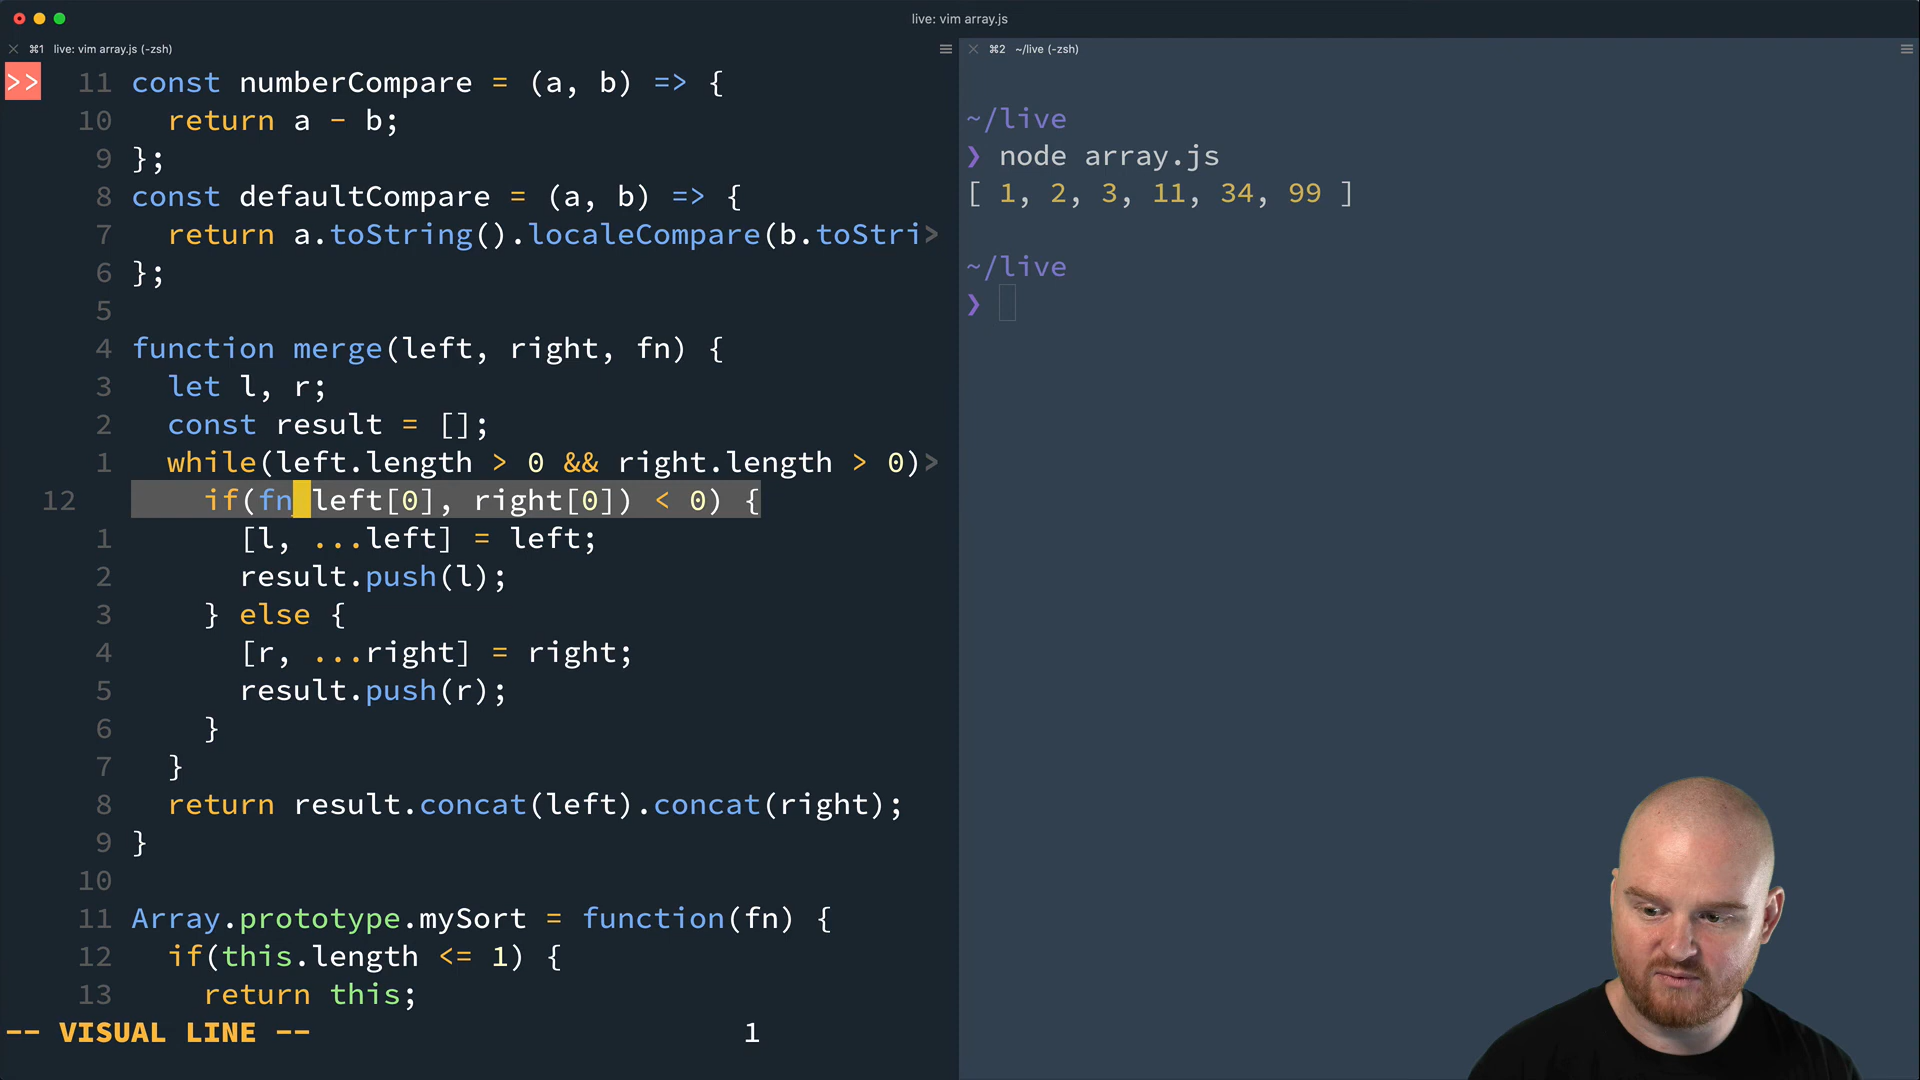 live: vim array.js
⌘1 live: vim array.js (-zsh)
>> 11 const numberCompare = (a, b) => {
10 return a - b;
9 };
8 const defaultCompare = (a, b) => {
7 return a.toString().localeCompare(b.toStri>
6 };
5
4 function merge(left, right, fn) {
3 let l, r;
2 const result = [];
1 while(left.length > 0 && right.length > 0)>
12 if(fn left[0], right[0]) < 0) {
1 [l, ...left] = left;
2 result.push(l);
3 } else {
4 [r, ...right] = right;
5 result.push(r);
6 }
7 }
8 return result.concat(left).concat(right);
9 }
10
11 Array.prototype.mySort = function(fn) {
12 if(this.length <= 1) {
13 return this;
-- VISUAL LINE -- 1
⌘2 ~/live (-zsh)
~/live
❯ node array.js
[ 1, 2, 3, 11, 34, 99 ]
~/live
❯